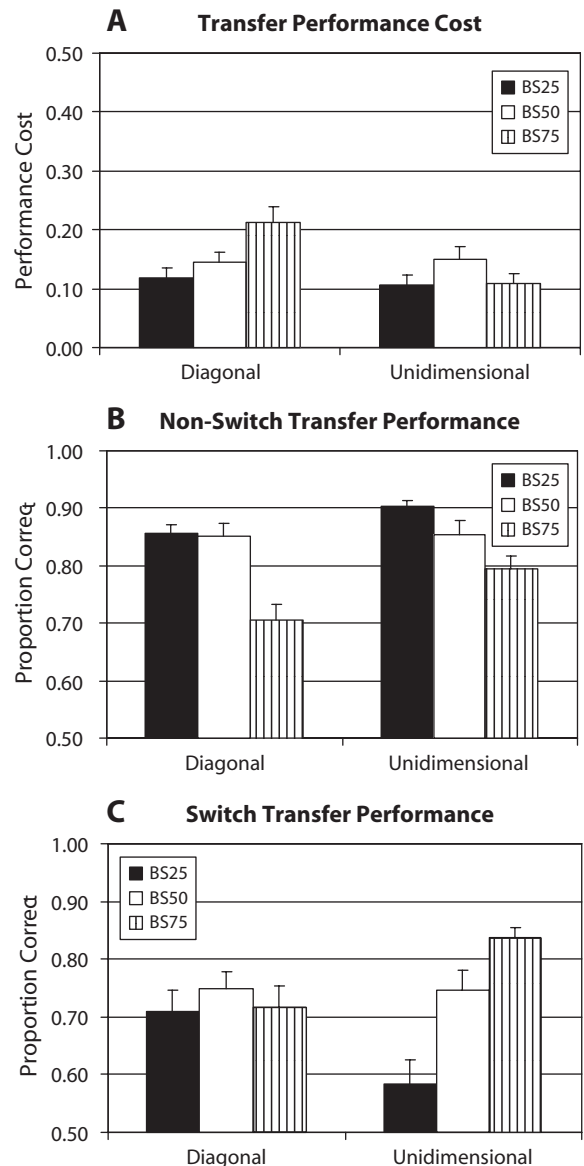 A Transfer Performance Cost
0.50
0.40
0.30
0.20
0.10
0.00
Performance Cost
BS25
BS50
BS75
Diagonal
Unidimensional
B Non-Switch Transfer Performance
1.00
0.90
0.80
0.70
0.60
0.50
Proportion Correct
BS25
BS50
BS75
Diagonal
Unidimensional
C Switch Transfer Performance
1.00
0.90
0.80
0.70
0.60
0.50
Proportion Correct
BS25
BS50
BS75
Diagonal
Unidimensional